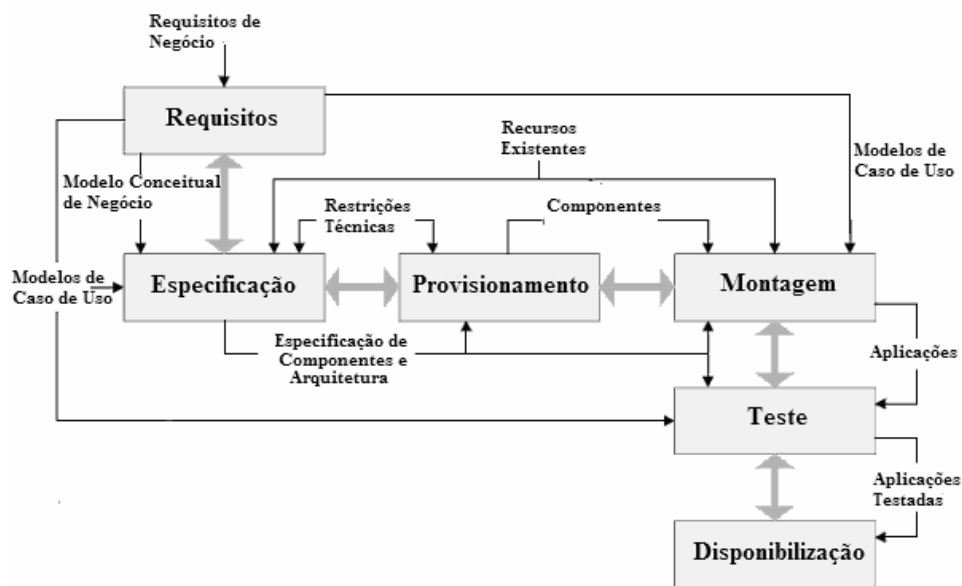 Requisitos de
Negócio
Requisitos
Recursos
Existentes
Modelos de
Caso de Uso
Modelo Conceitual
de Negócio
Restrições
Técnicas
Componentes
Modelos de
Caso de Uso
Especificação
Provisionamento
Montagem
Especificação de
Componentes e
Arquitetura
Aplicações
Teste
Aplicações
Testadas
Disponibilização